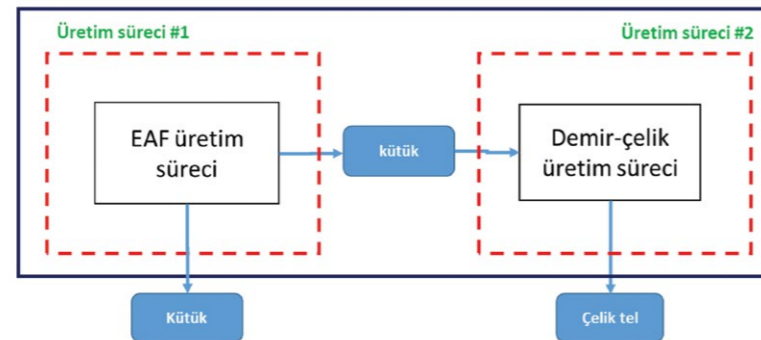 Üretim süreci #1
Üretim süreci #2
EAF üretim
süreci
kütük
Demir-çelik
üretim süreci
Kütük
Çelik tel